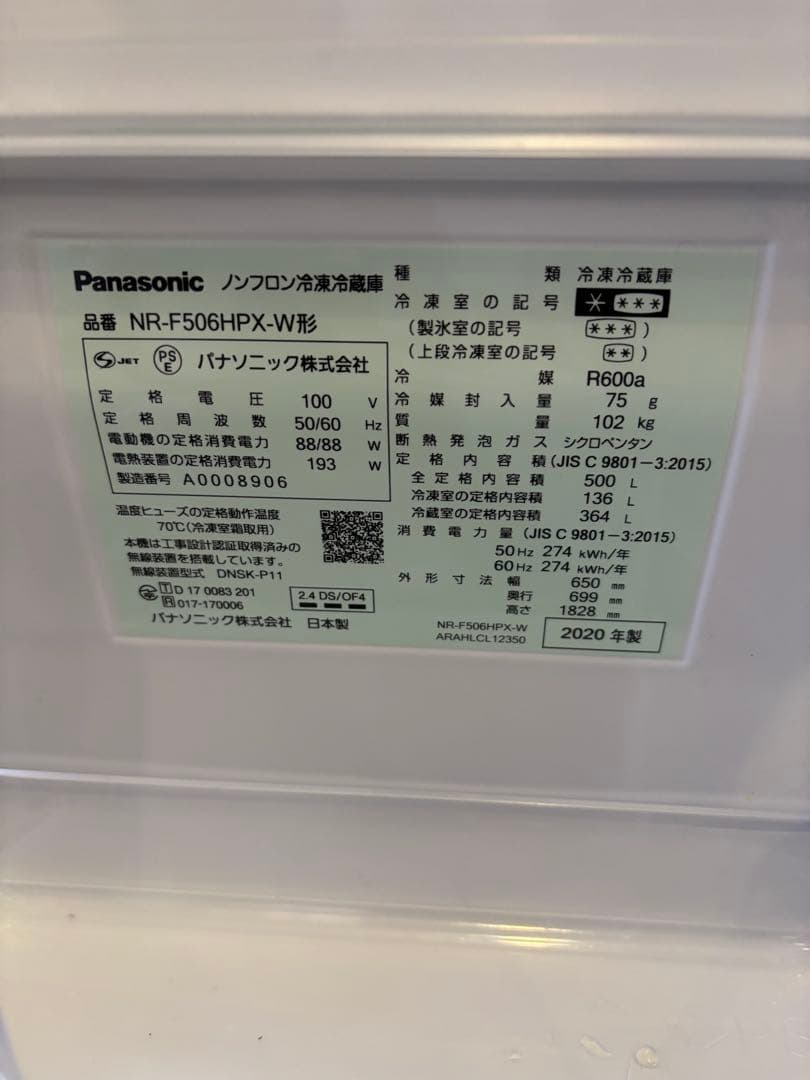 Panasonic ノンフロン冷凍冷蔵庫
品番 NR-F506HPX-W形
S JET PSE パナソニック株式会社
定格電圧 100 V
定格周波数 50/60 Hz
電動機の定格消費電力 88/88 W
電熱装置の定格消費電力 193 W
製造番号 A0008906
温度ヒューズの定格動作温度
70℃(冷凍室霜取用)
本機は工事設計認証取得済みの
無線装置を搭載しています。
無線装置型式 DNSK-P11
T D 17 0083 201
R 017-170006
2.4 DS/OF4
パナソニック株式会社 日本製
種類 冷凍冷蔵庫
冷凍室の記号 * ***
(製氷室の記号 *** )
(上段冷凍室の記号 ** )
冷媒 R600a
冷媒封入量 75 g
質量 102 kg
断熱発泡ガス シクロペンタン
定格内容積 (JIS C 9801-3:2015)
全定格内容積 500 L
冷凍室の定格内容積 136 L
冷蔵室の定格内容積 364 L
消費電力量 (JIS C 9801-3:2015)
50Hz 274 kWh/年
60Hz 274 kWh/年
外形寸法 幅 650 mm
奥行 699 mm
高さ 1828 mm
NR-F506HPX-W
ARAHLCL12350
2020 年製